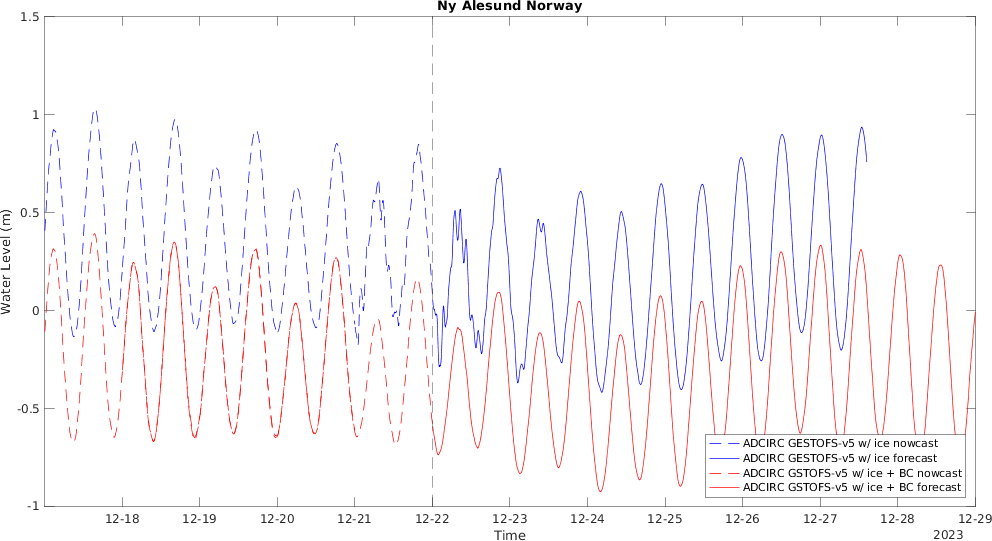 Ny Alesund Norway
1.5
1
0.5
0
-0.5
-1
Water Level (m)
12-18
12-19
12-20
12-21
12-22
12-23
12-24
12-25
12-26
12-27
12-28
12-29
Time
2023
ADCIRC GESTOFS-v5 w/ ice nowcast
ADCIRC GESTOFS-v5 w/ ice forecast
ADCIRC GSTOFS-v5 w/ ice + BC nowcast
ADCIRC GSTOFS-v5 w/ ice + BC forecast